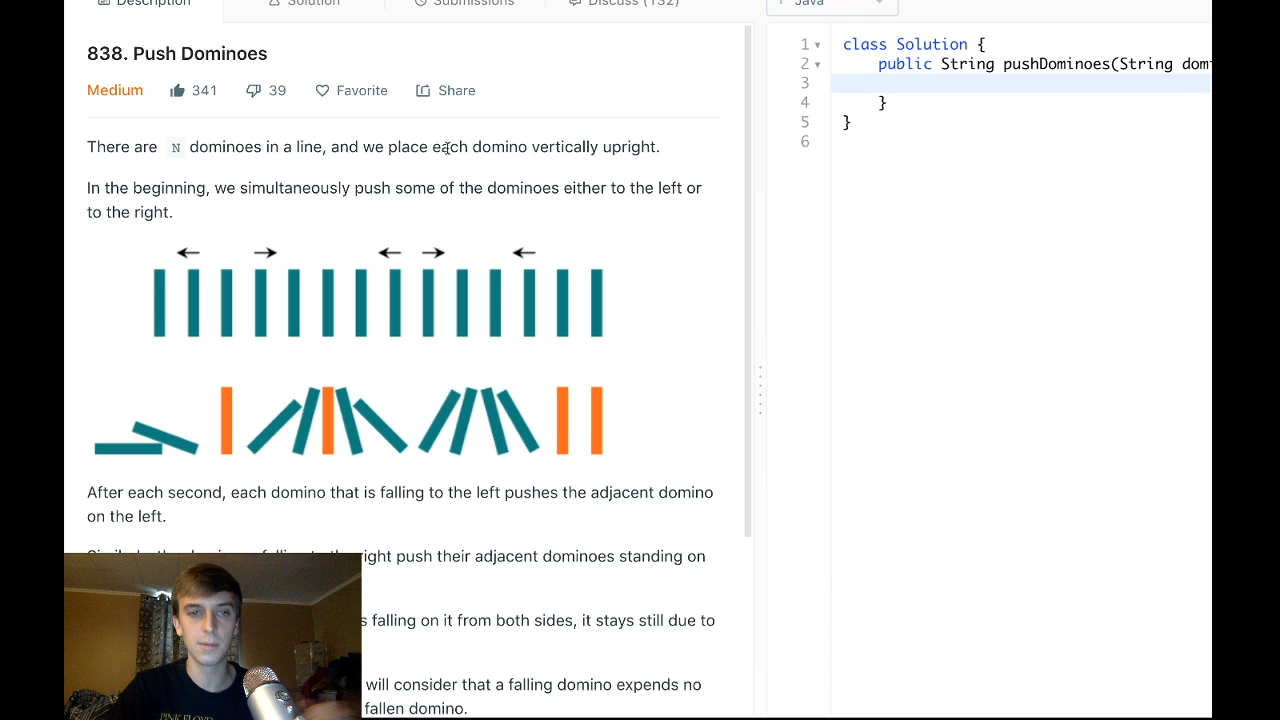 Description
Solution
Submissions
Discuss (132)
Java
838. Push Dominoes
Medium 341 39 Favorite Share
There are N dominoes in a line, and we place each domino vertically upright.
In the beginning, we simultaneously push some of the dominoes either to the left or
to the right.
After each second, each domino that is falling to the left pushes the adjacent domino
on the left.
right push their adjacent dominoes standing on
falling on it from both sides, it stays still due to
will consider that a falling domino expends no
fallen domino.
1 class Solution {
2 public String pushDominoes(String
3
4 }
5 }
6
PINK FLOYD